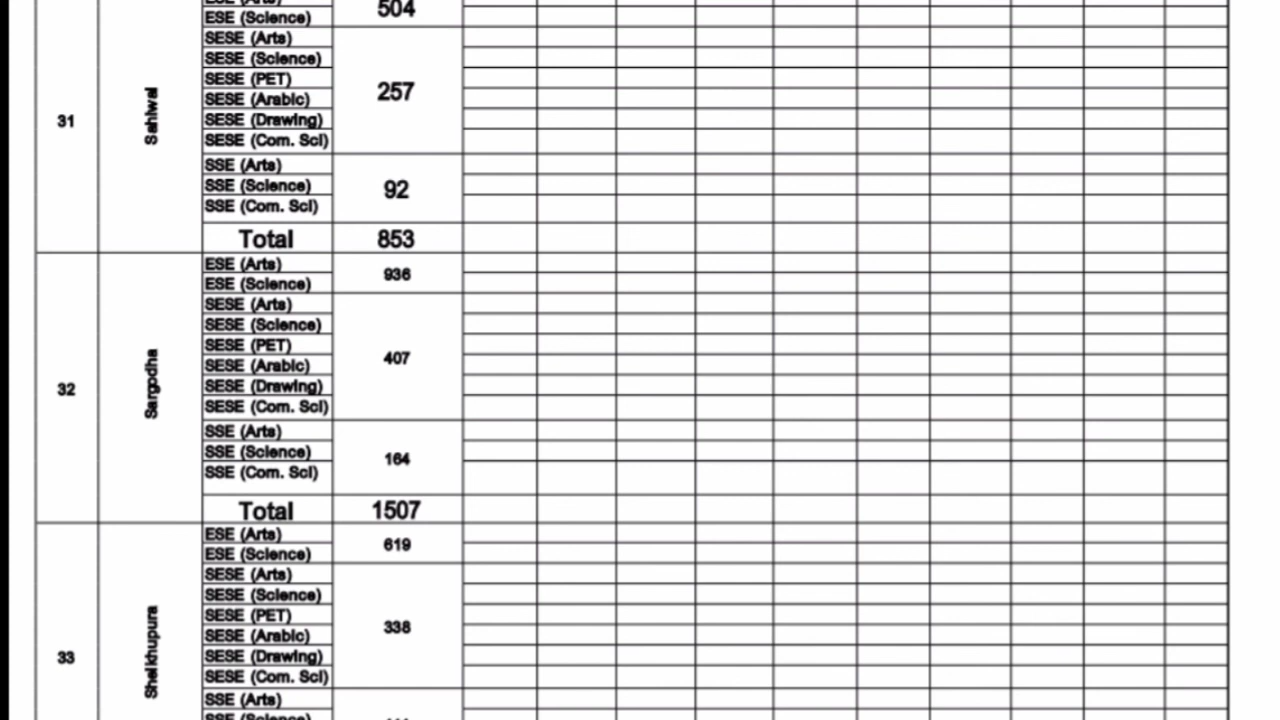 ESE (Science)
504
SESE (Arts)
SESE (Science)
SESE (PET)
SESE (Arabic)
SESE (Drawing)
SESE (Com. Sci)
257
31
Sahiwal
SSE (Arts)
SSE (Science)
SSE (Com. Sci)
92
Total 853
ESE (Arts)
ESE (Science)
936
SESE (Arts)
SESE (Science)
SESE (PET)
SESE (Arabic)
SESE (Drawing)
SESE (Com. Sci)
407
32
Sargodha
SSE (Arts)
SSE (Science)
SSE (Com. Sci)
164
Total 1507
ESE (Arts)
ESE (Science)
619
SESE (Arts)
SESE (Science)
SESE (PET)
SESE (Arabic)
SESE (Drawing)
SESE (Com. Sci)
338
33
Sheikhupura
SSE (Arts)
SSE (Science)